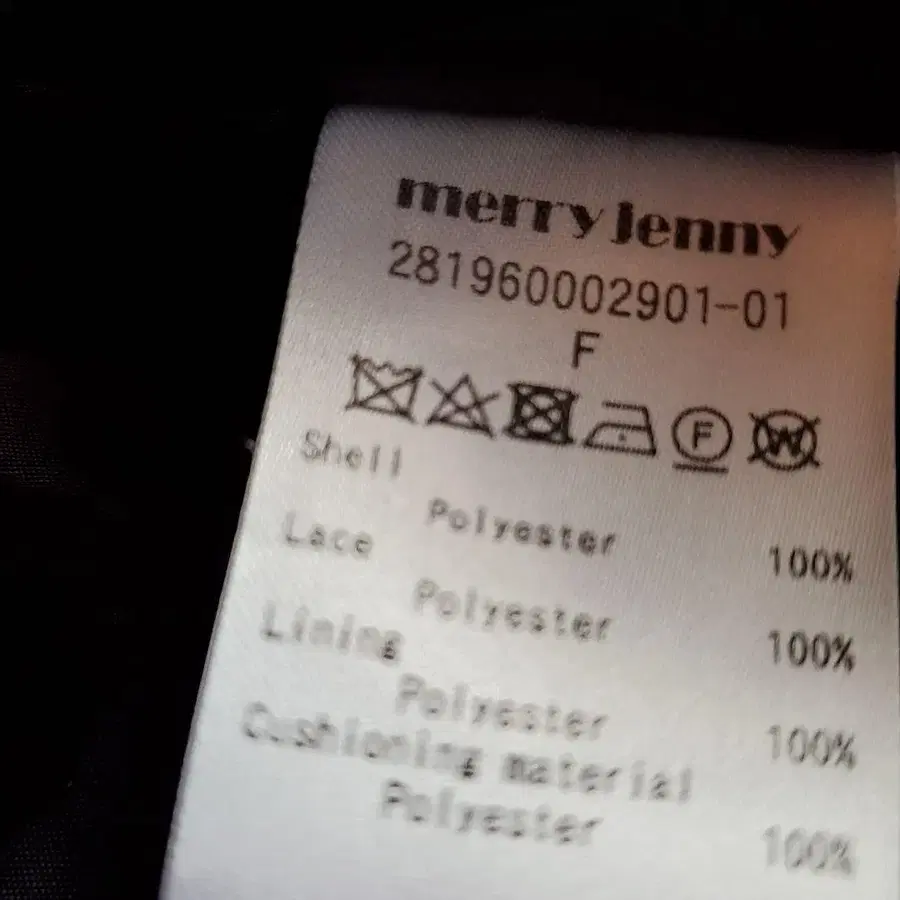 merry jenny
281960002901-01
F
F W
Shell
Polyester 100%
Lace
Polyester 100%
Lining
Polyester 100%
Cushioning material
Polyester 100%